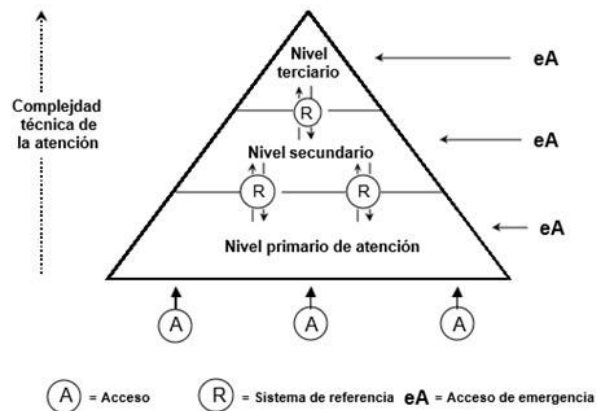 Nivel
terciario
eA
Complejdad
técnica de
la atención
R
Nivel secundario
eA
R
R
Nivel primario de atención
eA
A
A
A
A = Acceso
R = Sistema de referencia
eA = Acceso de emergencia